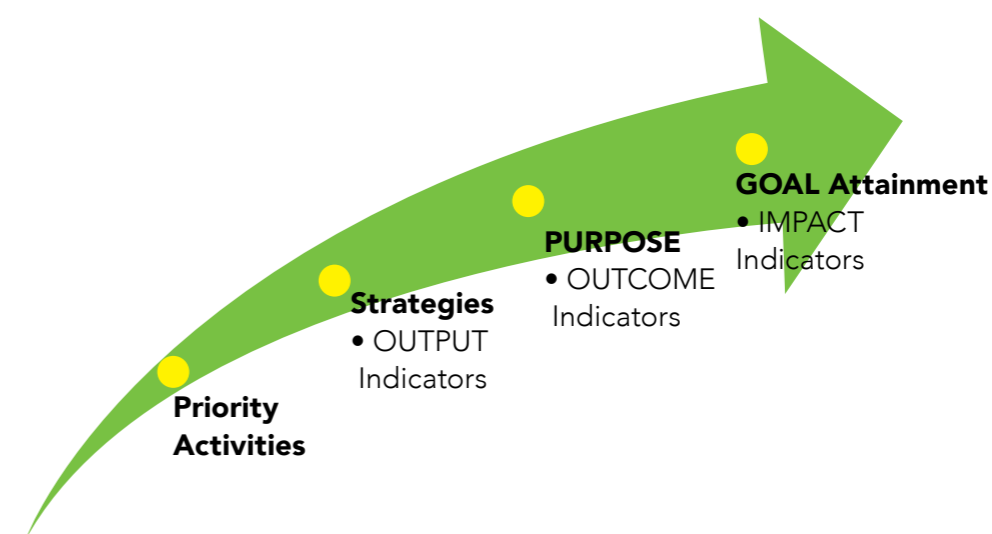 Priority
Activities
Strategies
• OUTPUT
Indicators
PURPOSE
• OUTCOME
Indicators
GOAL Attainment
• IMPACT
Indicators